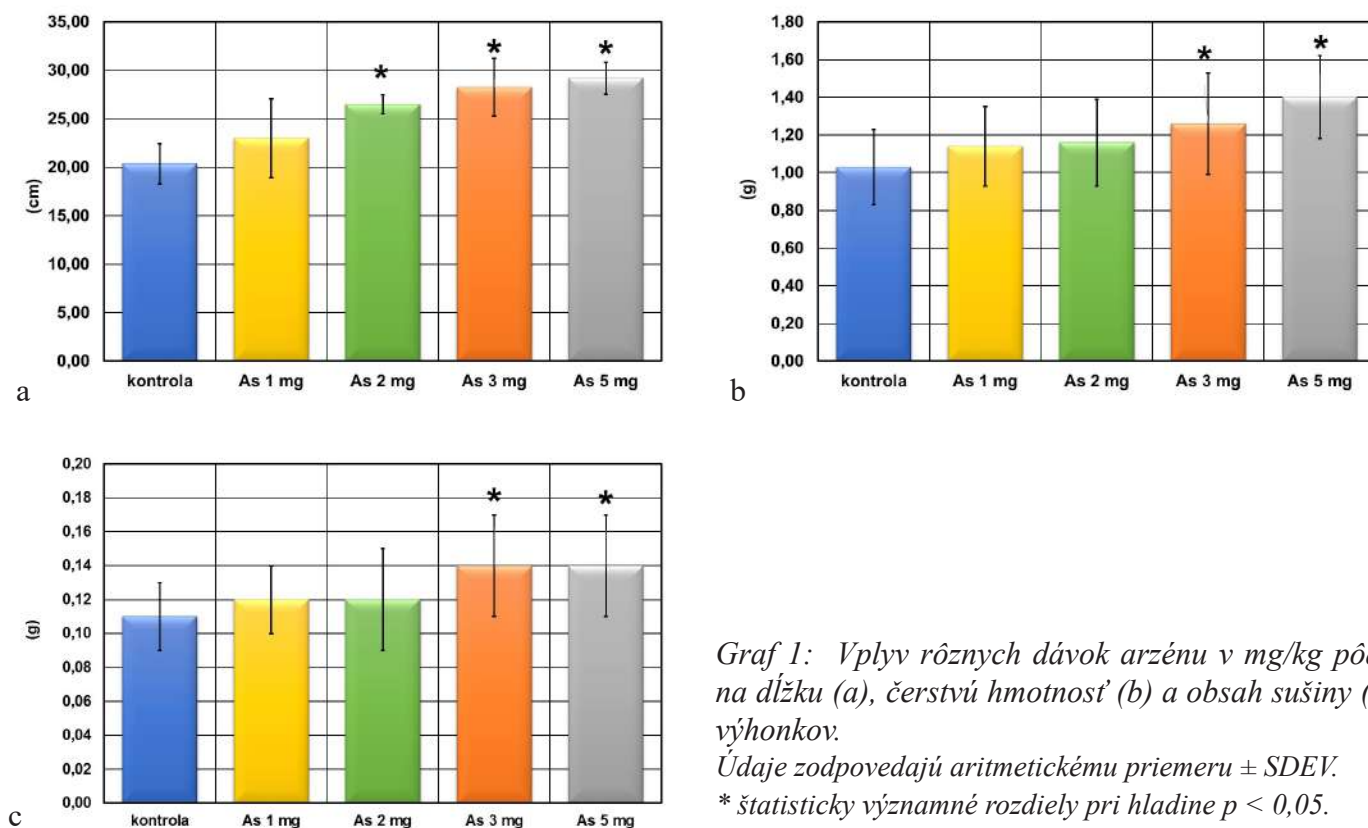 35,00
30,00
25,00
20,00
15,00
10,00
5,00
0,00
(cm)
* * *
kontrola As 1 mg As 2 mg As 3 mg As 5 mg
a
1,80
1,60
1,40
1,20
1,00
0,80
0,60
0,40
0,20
0,00
(g)
* *
kontrola As 1 mg As 2 mg As 3 mg As 5 mg
b
0,20
0,18
0,16
0,14
0,12
0,10
0,08
0,06
0,04
0,02
0,00
(g)
* *
kontrola As 1 mg As 2 mg As 3 mg As 5 mg
c
Graf 1: Vplyv rôznych dávok arzénu v mg/kg
na dĺžku (a), čerstvú hmotnosť (b) a obsah sušiny
výhonkov.
Údaje zodpovedajú aritmetickému priemeru ± SDEV.
* štatisticky významné rozdiely pri hladine p < 0,05.